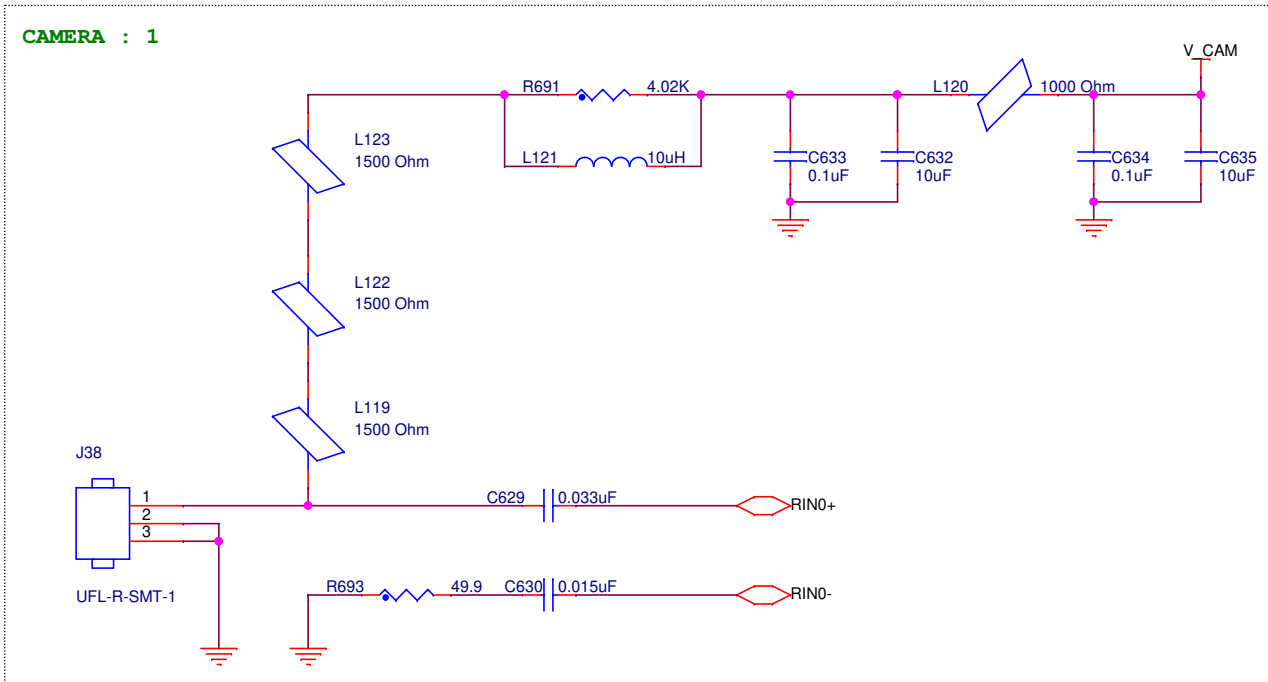 CAMERA : 1
V_CAM
R691 4.02K
L120 1000 Ohm
L123
1500 Ohm
L121 10uH
C633
0.1uF
C632
10uF
C634
0.1uF
C635
10uF
L122
1500 Ohm
L119
1500 Ohm
J38
1
2
3
UFL-R-SMT-1
C629 0.033uF
RIN0+
R693 49.9
C630 0.015uF
RIN0-